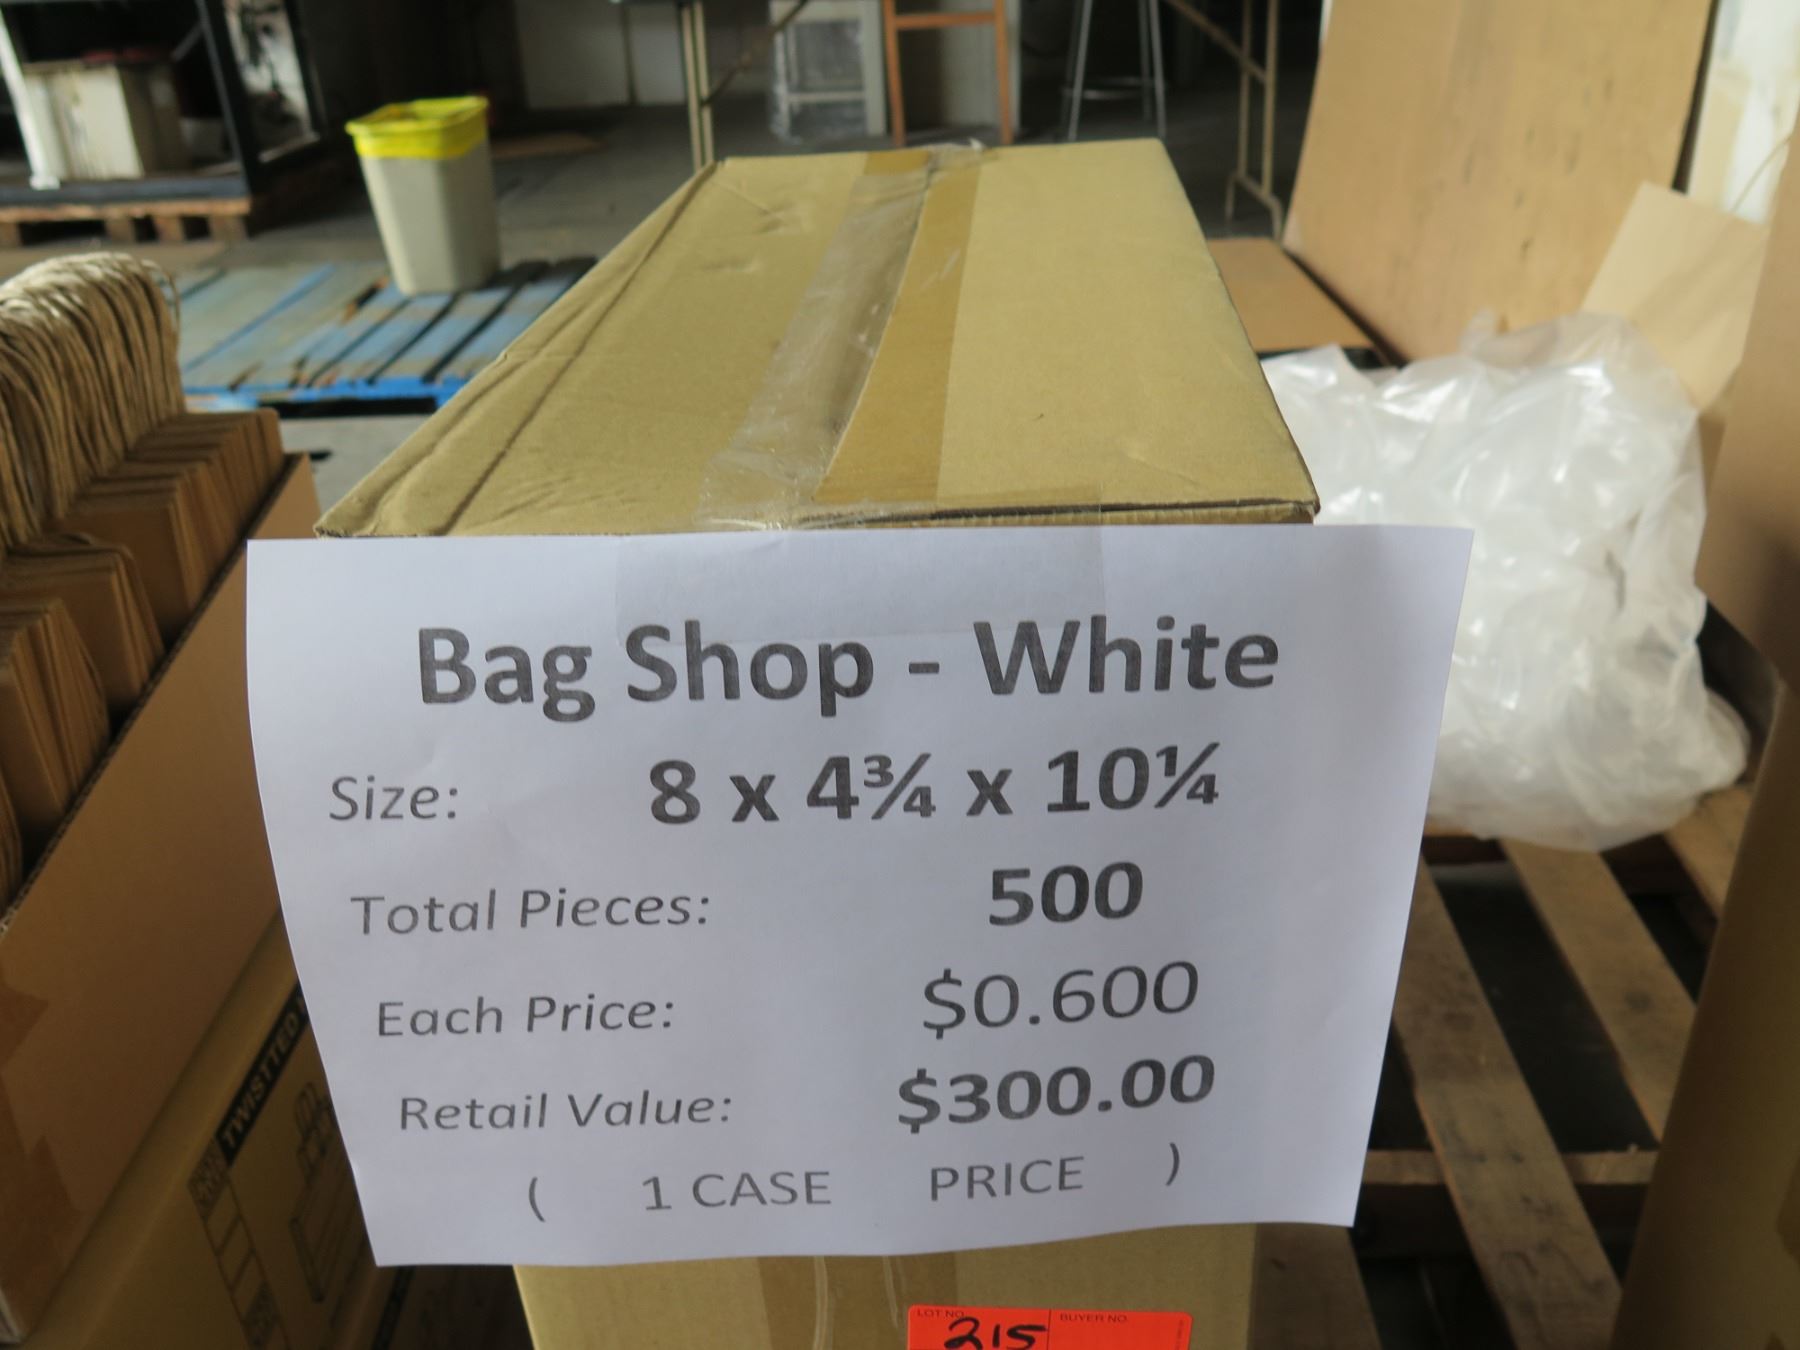 Bag Shop - White
Size: 8 x 4¾ x 10¼
Total Pieces: 500
Each Price: $0.600
Retail Value: $300.00
( 1 CASE PRICE )
TWISTTED
LOT NO. BUYER NO.
215